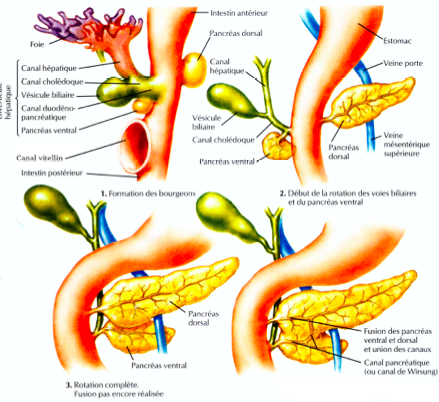 Intestin antérieur
Pancréas dorsal
Foie
Canal hépatique
Canal cholèdoque
Vésicule biliaire
Canal duodéno-
pancréatique
Pancréas ventral
hépatique
Canal vitellin
Intestin postérieur
1. Formation des bourgeons
Estomac
Veine porte
Canal
hépatique
Vésicule
biliaire
Canal cholédoque
Pancréas ventral
Pancréas
dorsal
Veine
mésentérique
supérieure
2. Début de la rotation des voies biliaires
et du pancréas ventral
Pancréas
dorsal
Pancréas ventral
3. Rotation complète.
Fusion pas encore réalisée
Fusion des pancréas
ventral et dorsal
et union des canaux
Canal pancréatique
(ou canal de Wirsung)